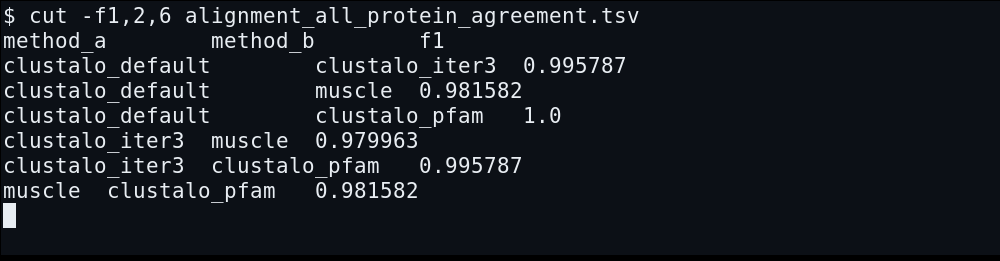 $ cut -f1,2,6 alignment_all_protein_agreement.tsv
method_a	method_b	f1
clustalo_default	clustalo_iter3	0.995787
clustalo_default	muscle	0.981582
clustalo_default	clustalo_pfam	1.0
clustalo_iter3	muscle	0.979963
clustalo_iter3	clustalo_pfam	0.995787
muscle	clustalo_pfam	0.981582